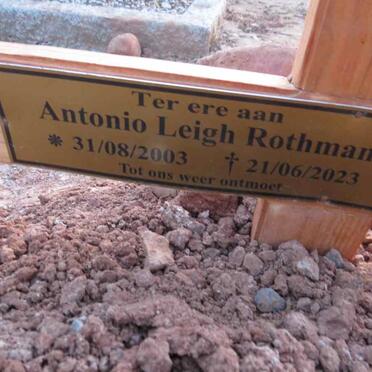 Ter ere aan
Antonio Leigh Rothman
* 31/08/2003 † 21/06/2023
Tot ons weer ontmoet